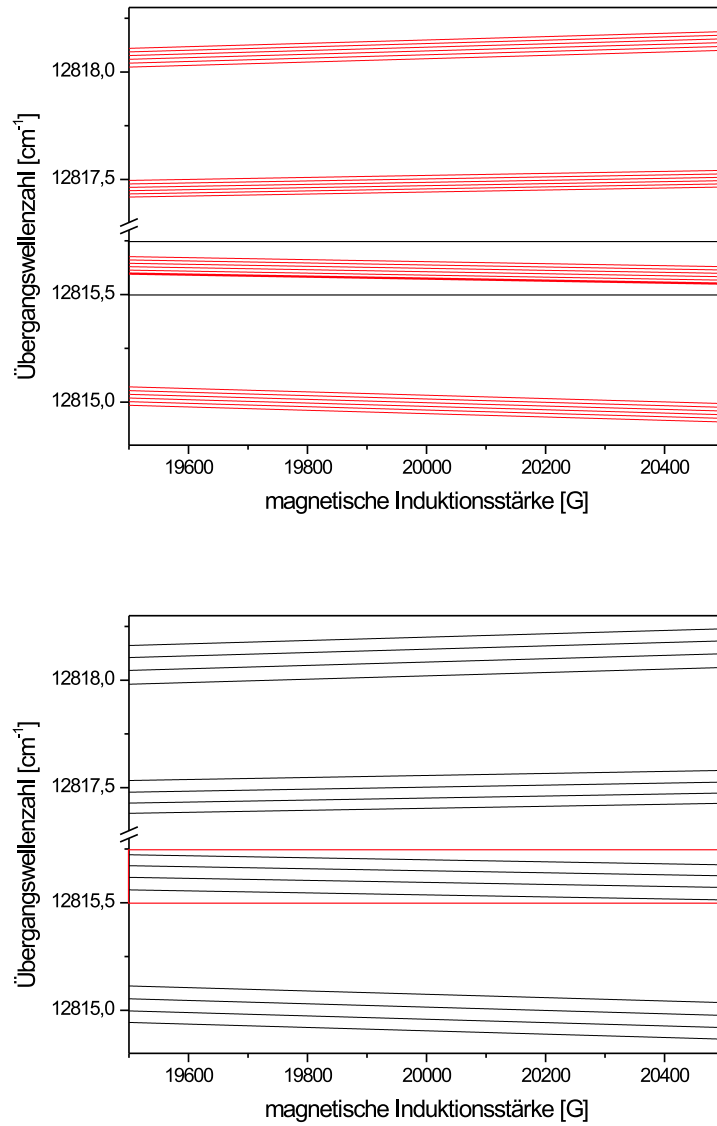 12818,0
12817,5
12815,5
12815,0
Übergangswellenzahl [cm⁻¹]
19600 19800 20000 20200 20400
magnetische Induktionsstärke [G]
12818,0
12817,5
12815,5
12815,0
Übergangswellenzahl [cm⁻¹]
19600 19800 20000 20200 20400
magnetische Induktionsstärke [G]